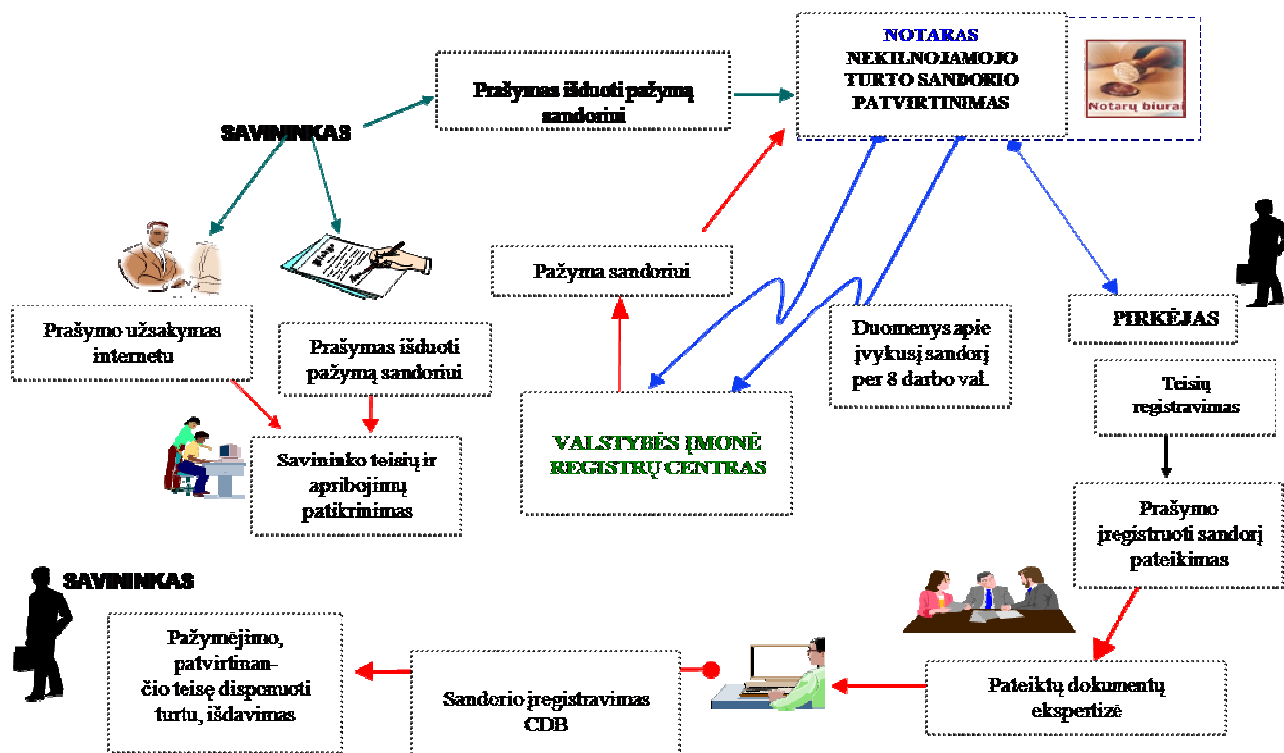 NOTARAS
NEKILNOJAMOJO
TURTO SANDORIO
PATVIRTINIMAS
Notarų biurai
Prašymas išduoti pažymą
sandoriui
SAVININKAS
Pažyma sandoriui
Prašymo užsakymas
internetu
Prašymas išduoti
pažymą sandoriui
Duomenys apie
įvykusį sandorį
per 8 darbo val.
PIRKĖJAS
Teisių
registravimas
VALSTYBĖS ĮMONĖ
REGISTRŲ CENTRAS
Savininko teisių ir
apribojimų
patikrinimas
Prašymo
įregistruoti sandorį
pateikimas
SAVININKAS
Pažymėjimo,
patvirtinan-
čio teisę disponuoti
turtu, išdavimas
Sandorio įregistravimas
CDB
Pateiktų dokumentų
ekspertizė